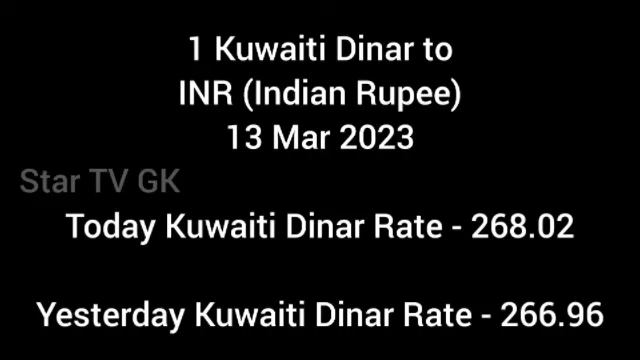 1 Kuwaiti Dinar to
INR (Indian Rupee)
13 Mar 2023
Star TV GK
Today Kuwaiti Dinar Rate - 268.02
Yesterday Kuwaiti Dinar Rate - 266.96